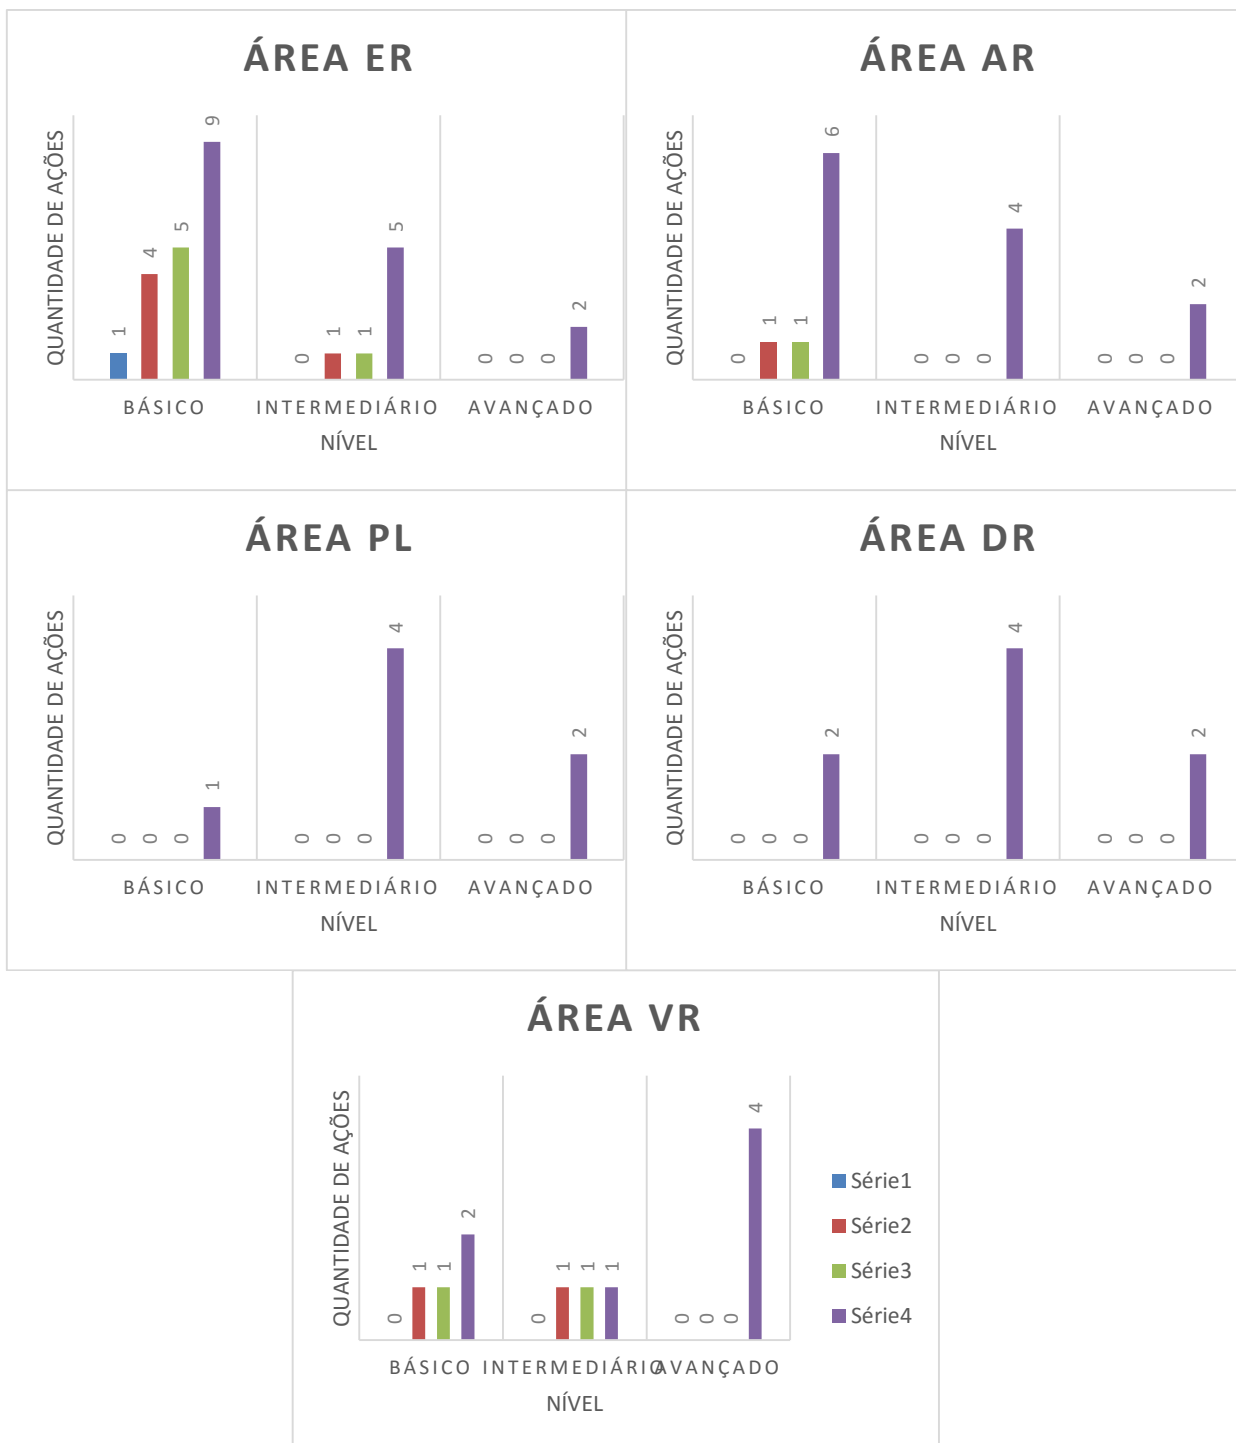 ÁREA ER
QUANTIDADE DE AÇÕES
1 4 5 9 0 1 1 5 0 0 0 2
BÁSICO INTERMEDIÁRIO AVANÇADO
NÍVEL
ÁREA AR
QUANTIDADE DE AÇÕES
0 1 1 6 0 0 0 4 0 0 0 2
BÁSICO INTERMEDIÁRIO AVANÇADO
NÍVEL
ÁREA PL
QUANTIDADE DE AÇÕES
0 0 0 1 0 0 0 4 0 0 0 2
BÁSICO INTERMEDIÁRIO AVANÇADO
NÍVEL
ÁREA DR
QUANTIDADE DE AÇÕES
0 0 0 2 0 0 0 4 0 0 0 2
BÁSICO INTERMEDIÁRIO AVANÇADO
NÍVEL
ÁREA VR
QUANTIDADE DE AÇÕES
0 1 1 2 0 1 1 1 0 0 0 4
BÁSICO INTERMEDIÁRIO AVANÇADO
NÍVEL
Série1
Série2
Série3
Série4